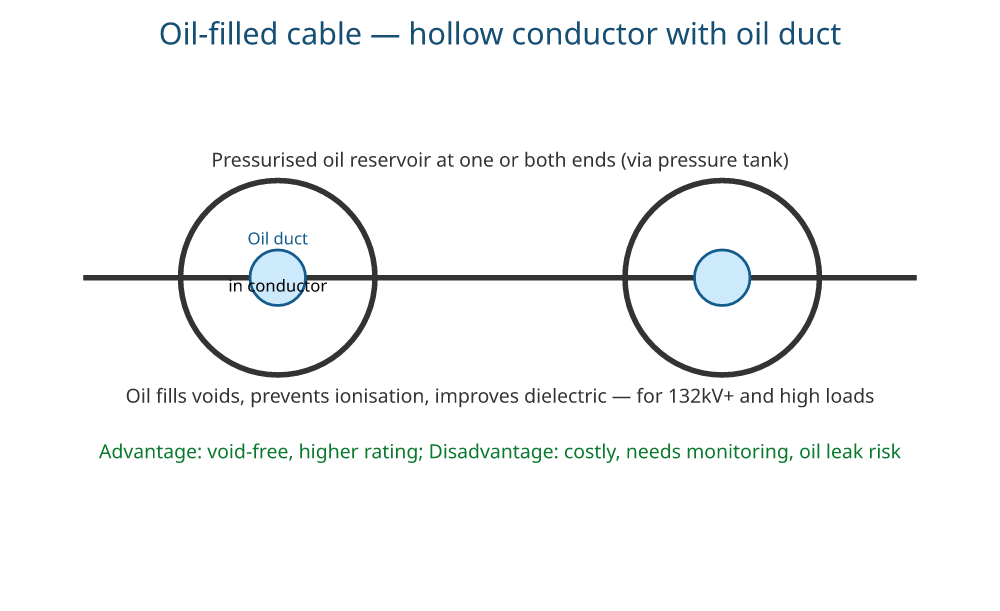 Oil-filled cable — hollow conductor with oil duct
Pressurised oil reservoir at one or both ends (via pressure tank)
Oil duct
in conductor
Oil fills voids, prevents ionisation, improves dielectric — for 132kV+ and high loads
Advantage: void-free, higher rating; Disadvantage: costly, needs monitoring, oil leak risk